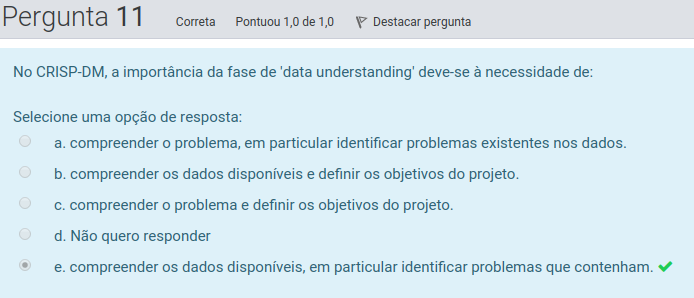 Pergunta 11 Correta Pontuou 1,0 de 1,0 Destacar pergunta
No CRISP-DM, a importância da fase de 'data understanding' deve-se à necessidade de:
Selecione uma opção de resposta:
a. compreender o problema, em particular identificar problemas existentes nos dados.
b. compreender os dados disponíveis e definir os objetivos do projeto.
c. compreender o problema e definir os objetivos do projeto.
d. Não quero responder
e. compreender os dados disponíveis, em particular identificar problemas que contenham.